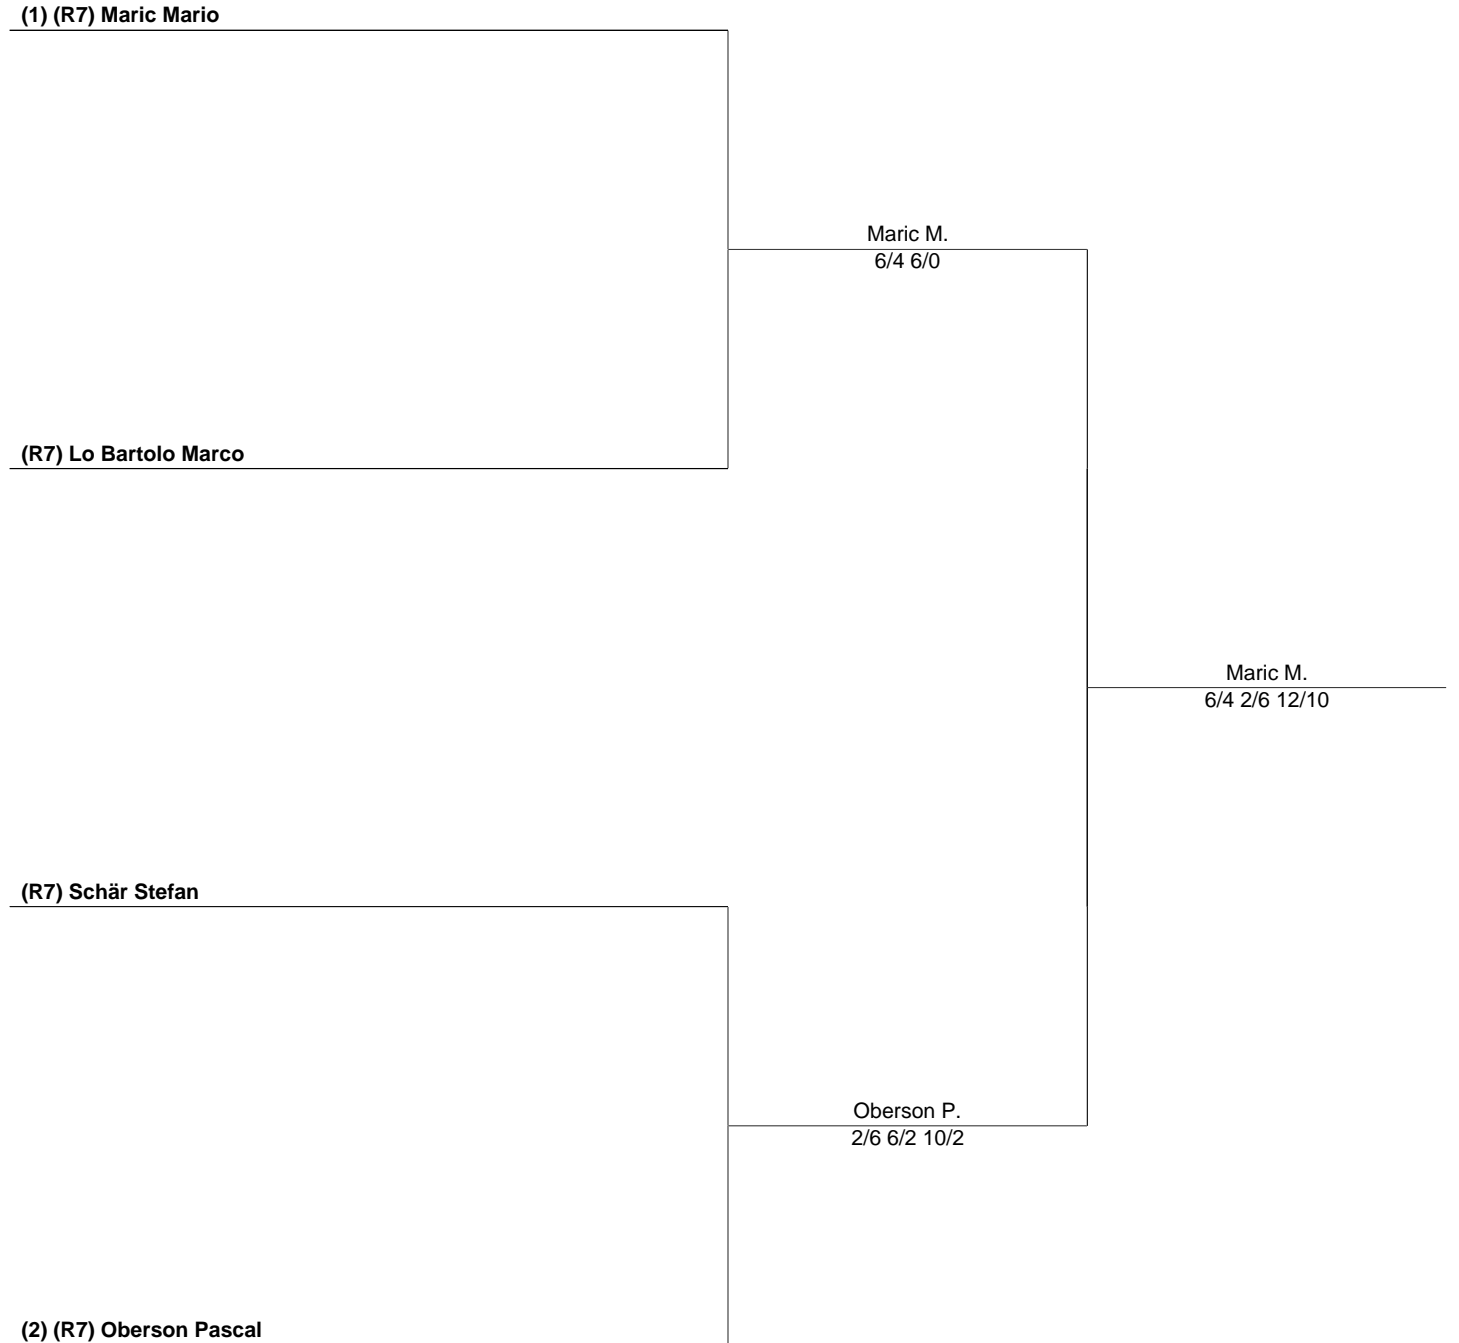 (1) (R7) Maric Mario
Maric M.
6/4 6/0
(R7) Lo Bartolo Marco
Maric M.
6/4 2/6 12/10
(R7) Schär Stefan
Oberson P.
2/6 6/2 10/2
(2) (R7) Oberson Pascal